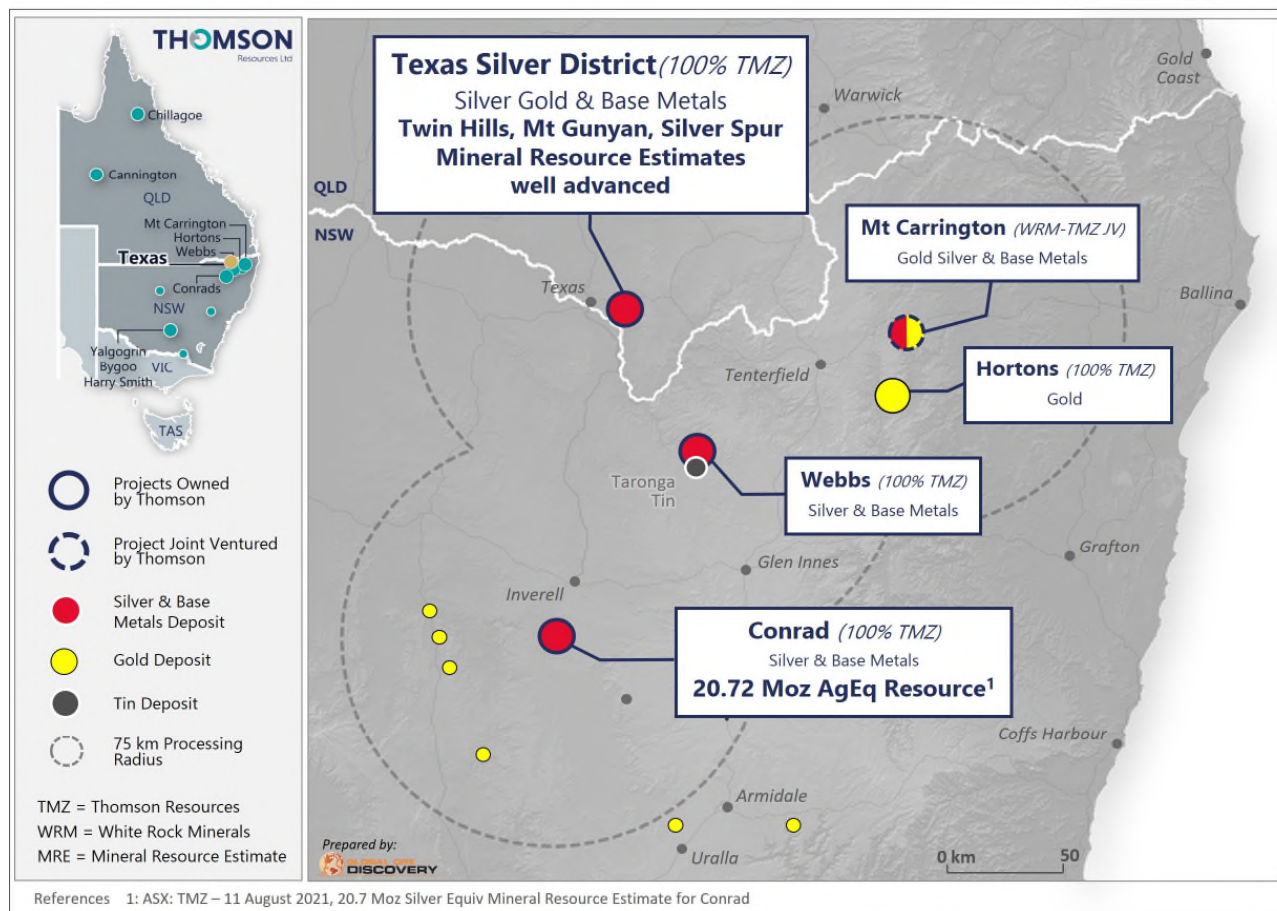 THOMSON
Resources Ltd
Chillagoe
Cannington
QLD
Mt Carrington
Hortons
Webbs
Texas
Conrads
NSW
Yalgogrin
Bygoo
Harry Smith
VIC
TAS
Projects Owned
by Thomson
Project Joint Ventured
by Thomson
Silver & Base
Metals Deposit
Gold Deposit
Tin Deposit
75 km Processing
Radius
TMZ = Thomson Resources
WRM = White Rock Minerals
MRE = Mineral Resource Estimate
Texas Silver District (100% TMZ)
Silver Gold & Base Metals
Twin Hills, Mt Gunyan, Silver Spur
Mineral Resource Estimates
well advanced
Gold
Coast
Warwick
QLD
NSW
Mt Carrington (WRM-TMZ JV)
Gold Silver & Base Metals
Texas
Ballina
Tenterfield
Hortons (100% TMZ)
Gold
Taronga
Tin
Webbs (100% TMZ)
Silver & Base Metals
Grafton
Glen Innes
Inverell
Conrad (100% TMZ)
Silver & Base Metals
20.72 Moz AgEq Resource¹
Coffs Harbour
Armidale
Uralla
Prepared by:
GLOBAL ORE
DISCOVERY
0 km 50
References 1: ASX: TMZ – 11 August 2021, 20.7 Moz Silver Equiv Mineral Resource Estimate for Conrad